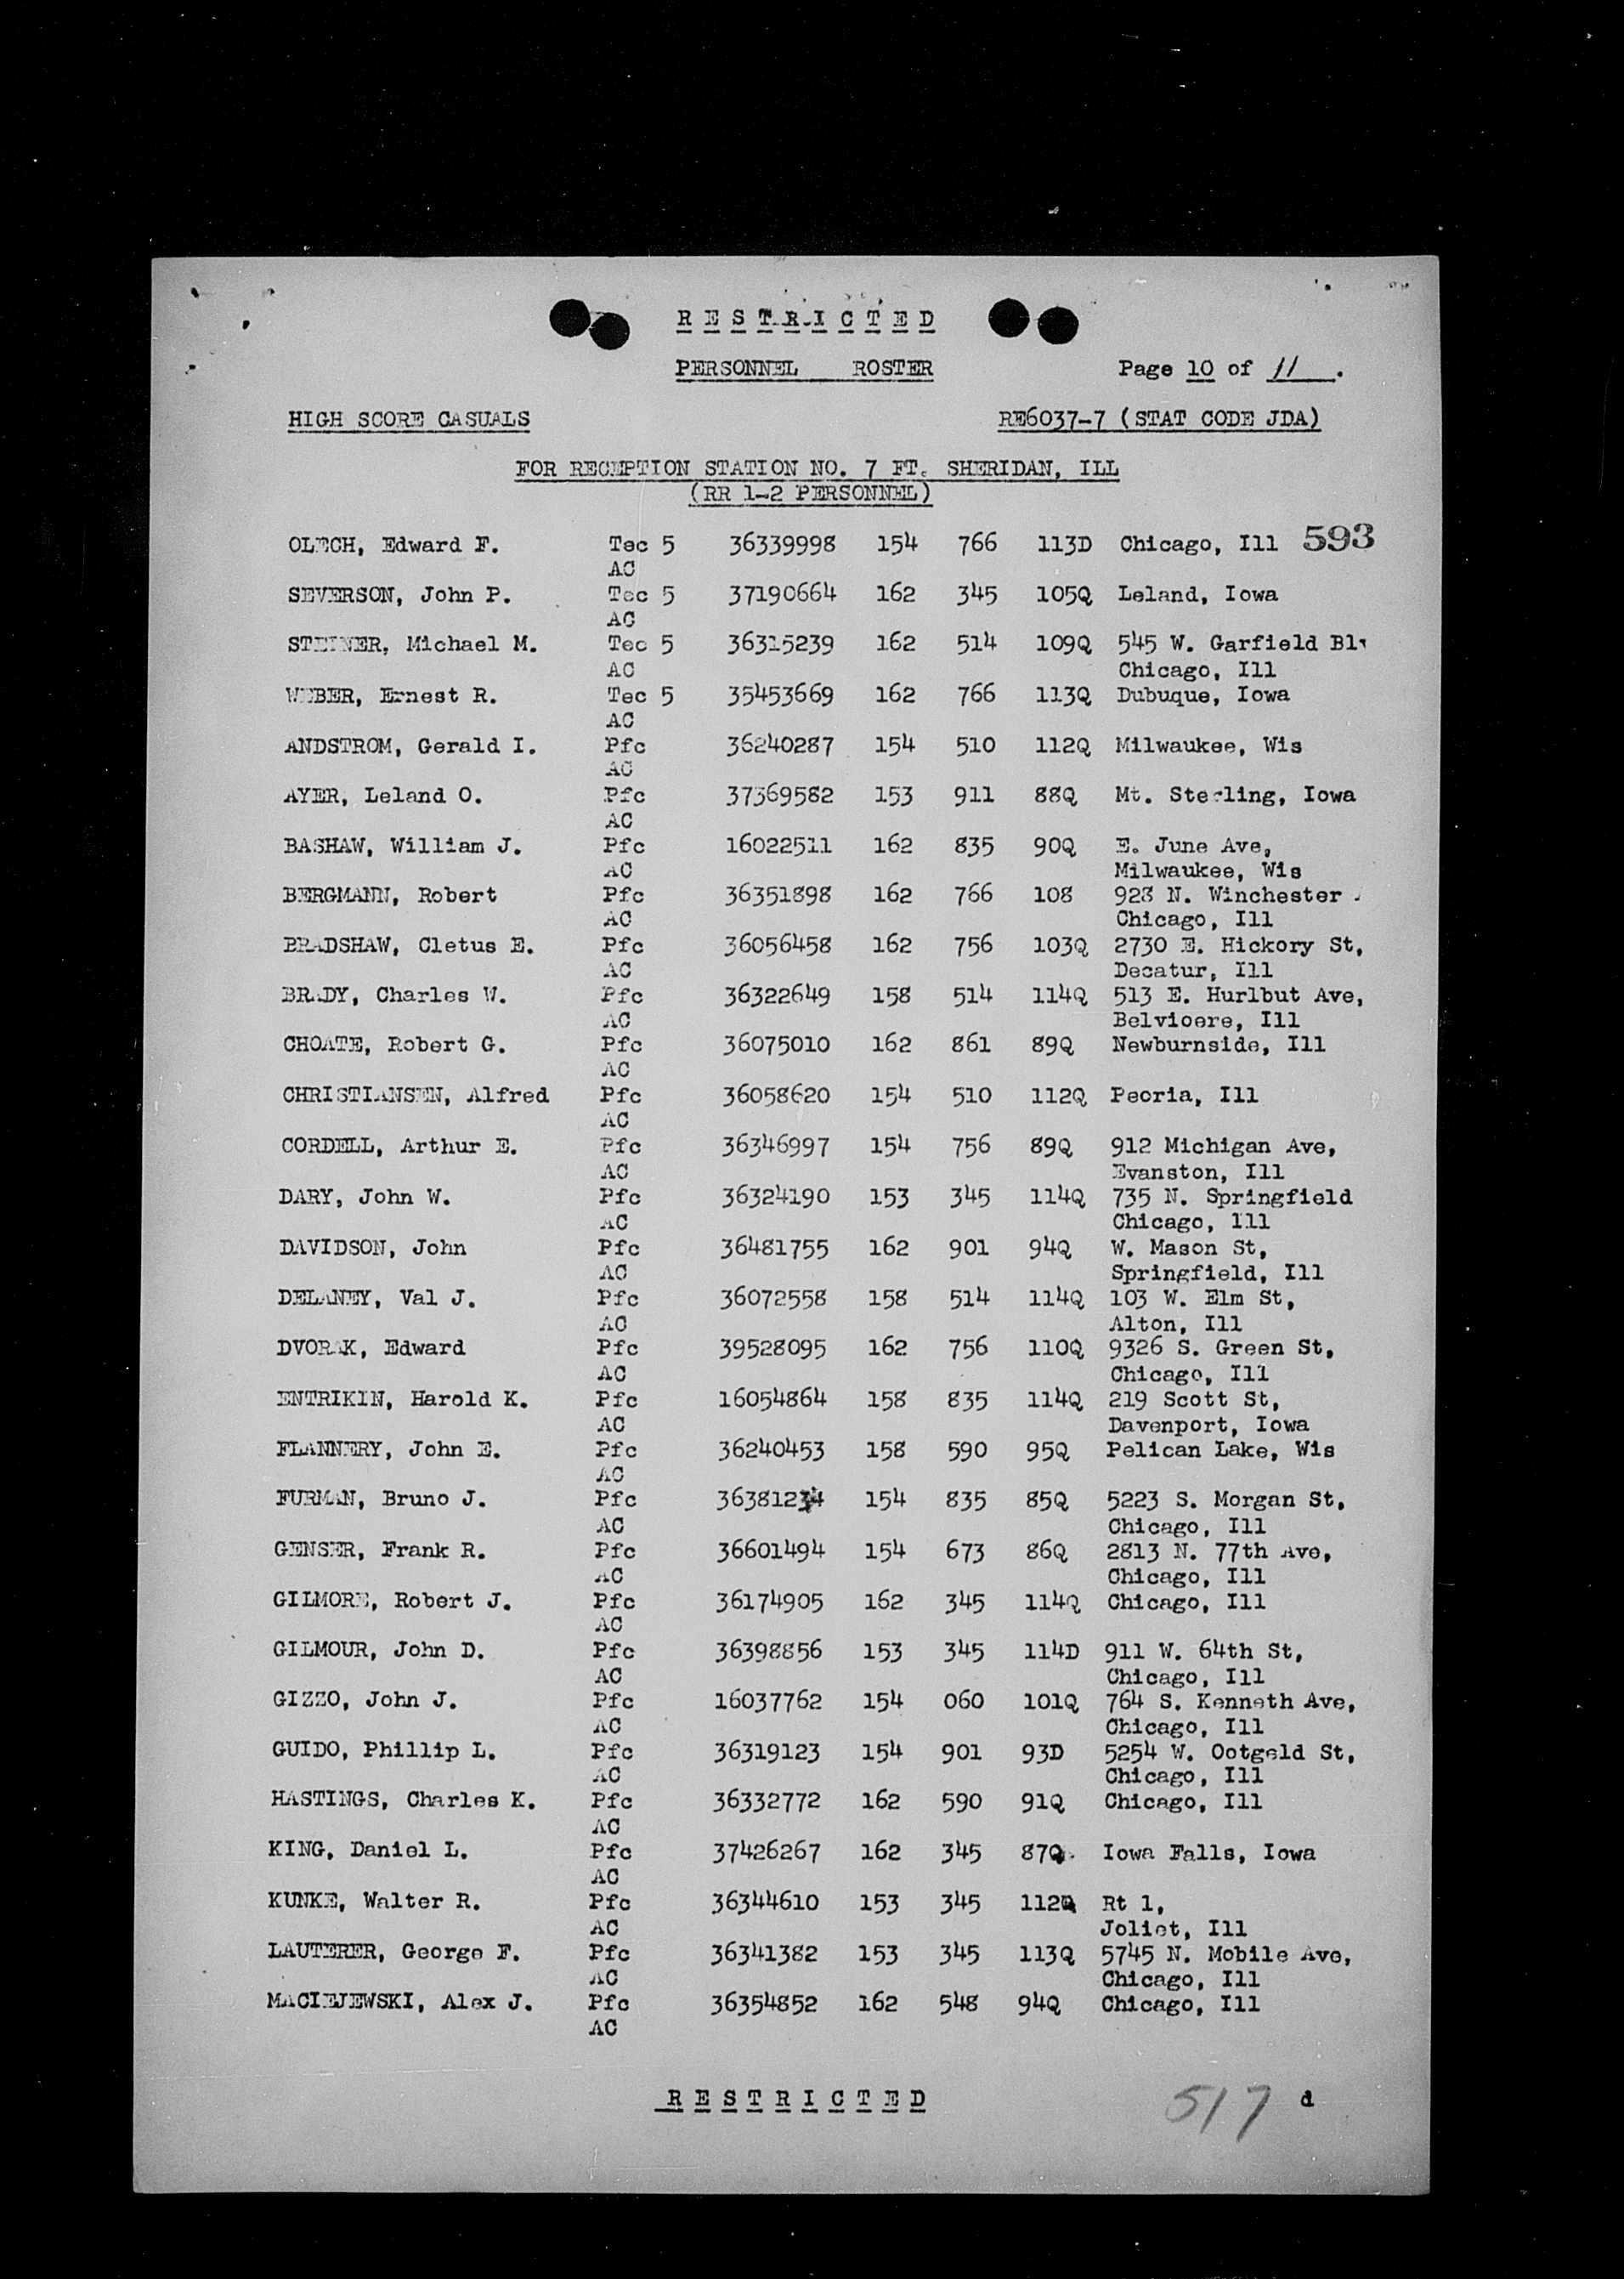 R E S T R I C T E D
PERSONNEL ROSTER Page 10 of 11.
HIGH SCORE CASUALS RE6037-7 (STAT CODE JDA)
FOR RECEPTION STATION NO. 7 FT. SHERIDAN, ILL
(RR 1-2 PERSONNEL)
593
OLECH, Edward F. Tec 5 36339998 154 766 113D Chicago, Ill
AC
SEVERSON, John P. Tec 5 37190664 162 345 105Q Leland, Iowa
AC
STEINER, Michael M. Tec 5 36315239 162 514 109Q 545 W. Garfield Blv
AC Chicago, Ill
WEBER, Ernest R. Tec 5 35453669 162 766 113Q Dubuque, Iowa
AC
ANDSTROM, Gerald I. Pfc 36240287 154 510 112Q Milwaukee, Wis
AC
AYER, Leland O. Pfc 37369582 153 911 88Q Mt. Sterling, Iowa
AC
BASHAW, William J. Pfc 16022511 162 835 90Q E. June Ave,
AC Milwaukee, Wis
BERGMANN, Robert Pfc 36351898 162 766 108 928 N. Winchester
AC Chicago, Ill
BRADSHAW, Cletus E. Pfc 36056458 162 756 103Q 2730 E. Hickory St,
AC Decatur, Ill
BRADY, Charles W. Pfc 36322649 158 514 114Q 513 E. Hurlbut Ave,
AC Belvioere, Ill
CHOATE, Robert G. Pfc 36075010 162 861 89Q Newburnside, Ill
AC
CHRISTIANSEN, Alfred Pfc 36058620 154 510 112Q Peoria, Ill
AC
CORDELL, Arthur E. Pfc 36346997 154 756 89Q 912 Michigan Ave,
AC Evanston, Ill
DARY, John W. Pfc 36324190 153 345 114Q 735 N. Springfield
AC Chicago, Ill
DAVIDSON, John Pfc 36481755 162 901 94Q W. Mason St,
AC Springfield, Ill
DELANEY, Val J. Pfc 36072558 158 514 114Q 103 W. Elm St,
AC Alton, Ill
DVORAK, Edward Pfc 39528095 162 756 110Q 9326 S. Green St,
AC Chicago, Ill
ENTRIKIN, Harold K. Pfc 16054864 158 835 114Q 219 Scott St,
AC Davenport, Iowa
FLANNERY, John E. Pfc 36240453 158 590 95Q Pelican Lake, Wis
AC
FURMAN, Bruno J. Pfc 36381234 154 835 85Q 5223 S. Morgan St,
AC Chicago, Ill
GENSER, Frank R. Pfc 36601494 154 673 86Q 2813 N. 77th Ave,
AC Chicago, Ill
GILMORE, Robert J. Pfc 36174905 162 345 114Q Chicago, Ill
AC
GILMOUR, John D. Pfc 36398856 153 345 114D 911 W. 64th St,
AC Chicago, Ill
GIZZO, John J. Pfc 16037762 154 060 101Q 764 S. Kenneth Ave,
AC Chicago, Ill
GUIDO, Phillip L. Pfc 36319123 154 901 93D 5254 W. Ootgeld St,
AC Chicago, Ill
HASTINGS, Charles K. Pfc 36332772 162 590 91Q Chicago, Ill
AC
KING, Daniel L. Pfc 37426267 162 345 87Q Iowa Falls, Iowa
AC
KUNKE, Walter R. Pfc 36344610 153 345 112Q Rt 1,
AC Joliet, Ill
LAUTERER, George F. Pfc 36341382 153 345 113Q 5745 N. Mobile Ave,
AC Chicago, Ill
MACIEJEWSKI, Alex J. Pfc 36354852 162 548 94Q Chicago, Ill
AC
R E S T R I C T E D
517 d